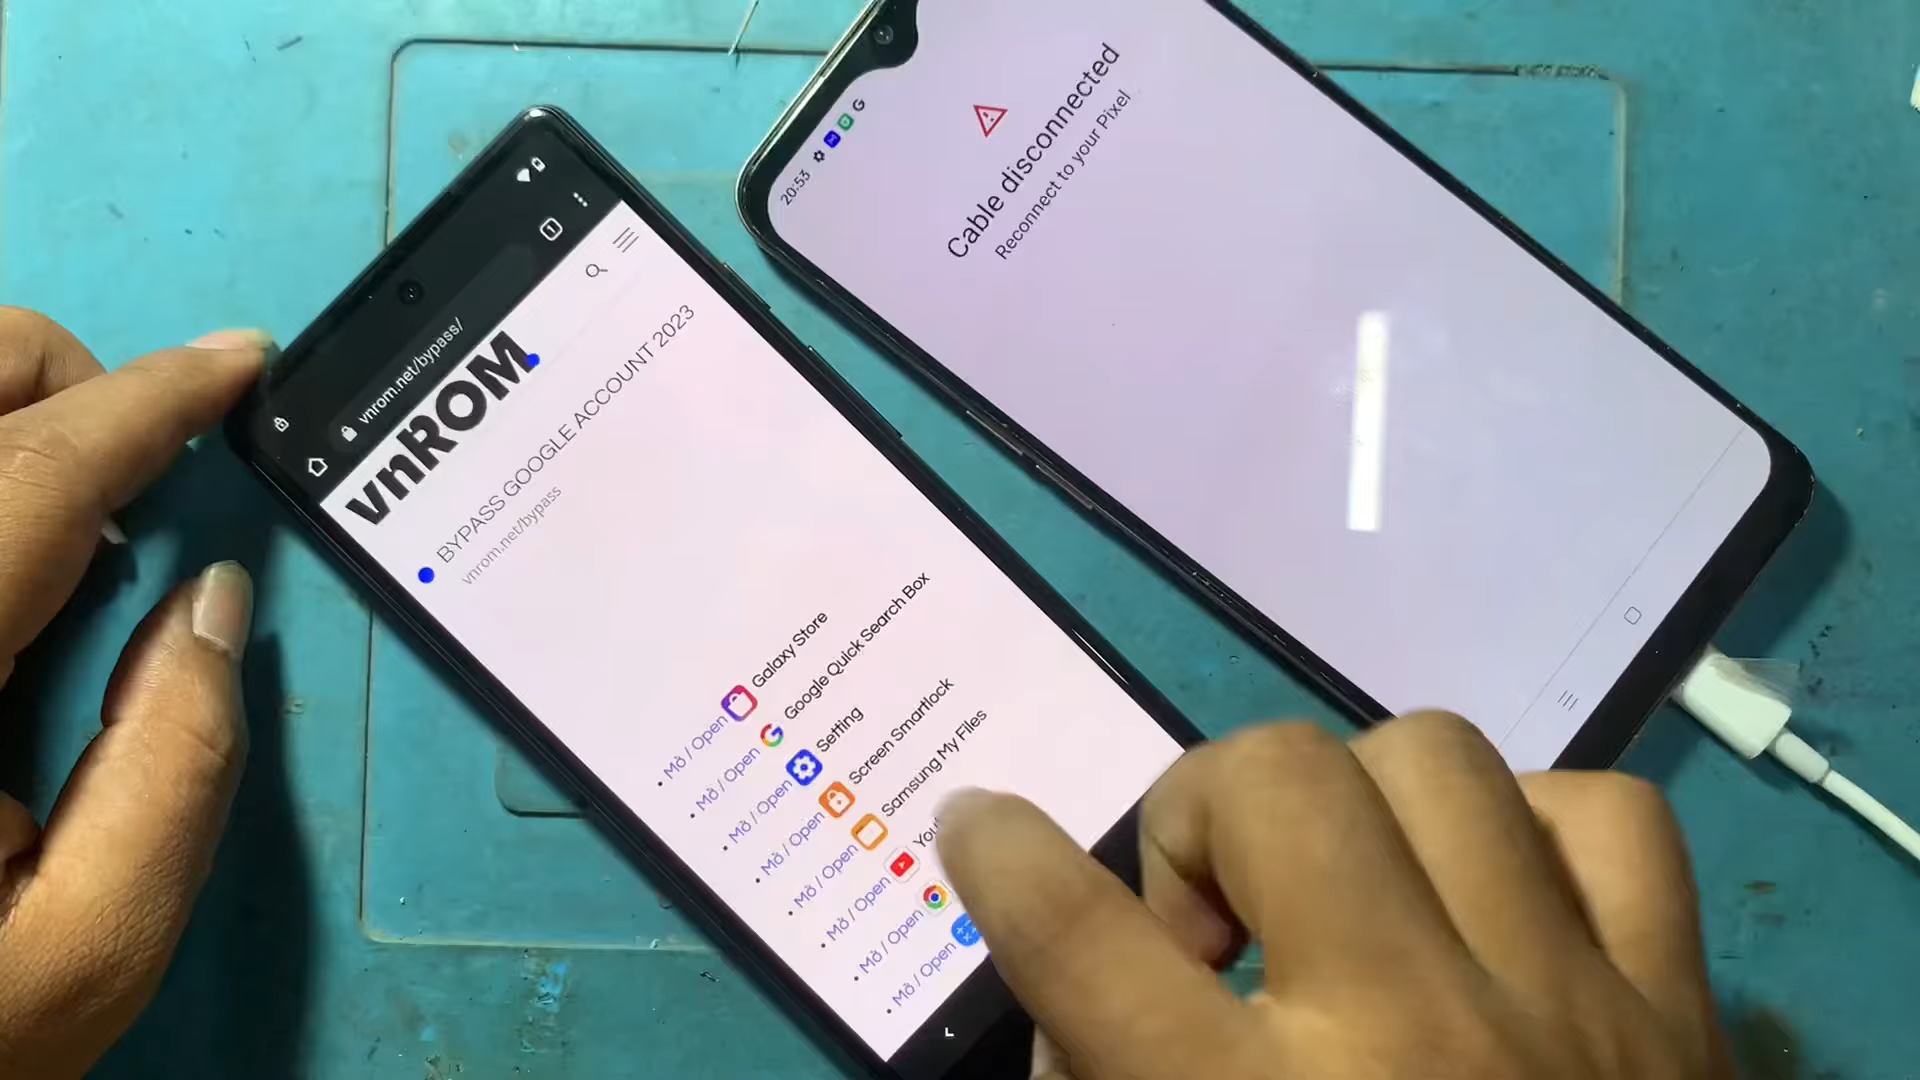 vnrom.net/bypass/
1
vnROM
BYPASS GOOGLE ACCOUNT 2023
vnrom.net/bypass
• Mở / Open Galaxy Store
• Mở / Open Google Quick Search Box
• Mở / Open Setting
• Mở / Open Screen Smartlock
• Mở / Open Samsung My Files
• Mở / Open
• Mở / Open
• Mở / Open
20:53 G
Cable disconnected
Reconnect to your Pixel